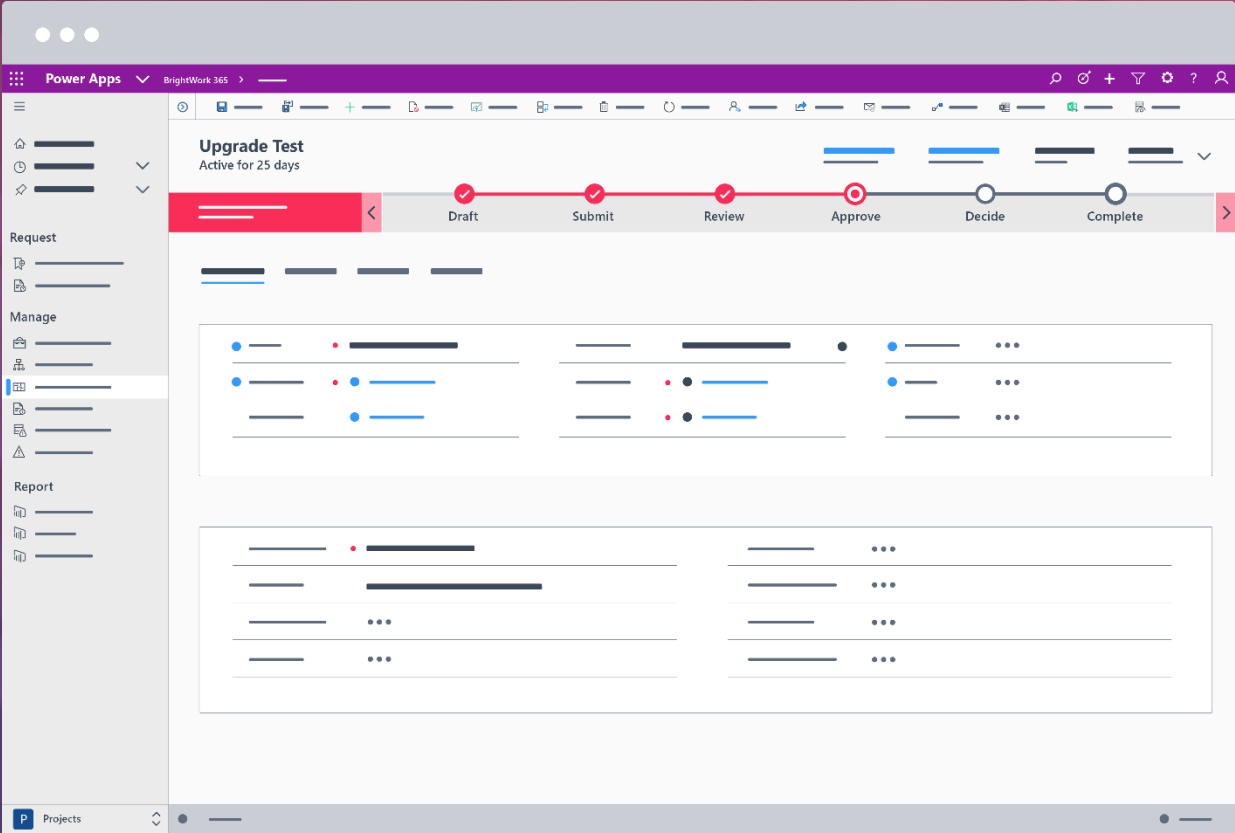 Power Apps BrightWork 365
?
Upgrade Test
Active for 25 days
Draft Submit Review Approve Decide Complete
Request
Manage
Report
P Projects